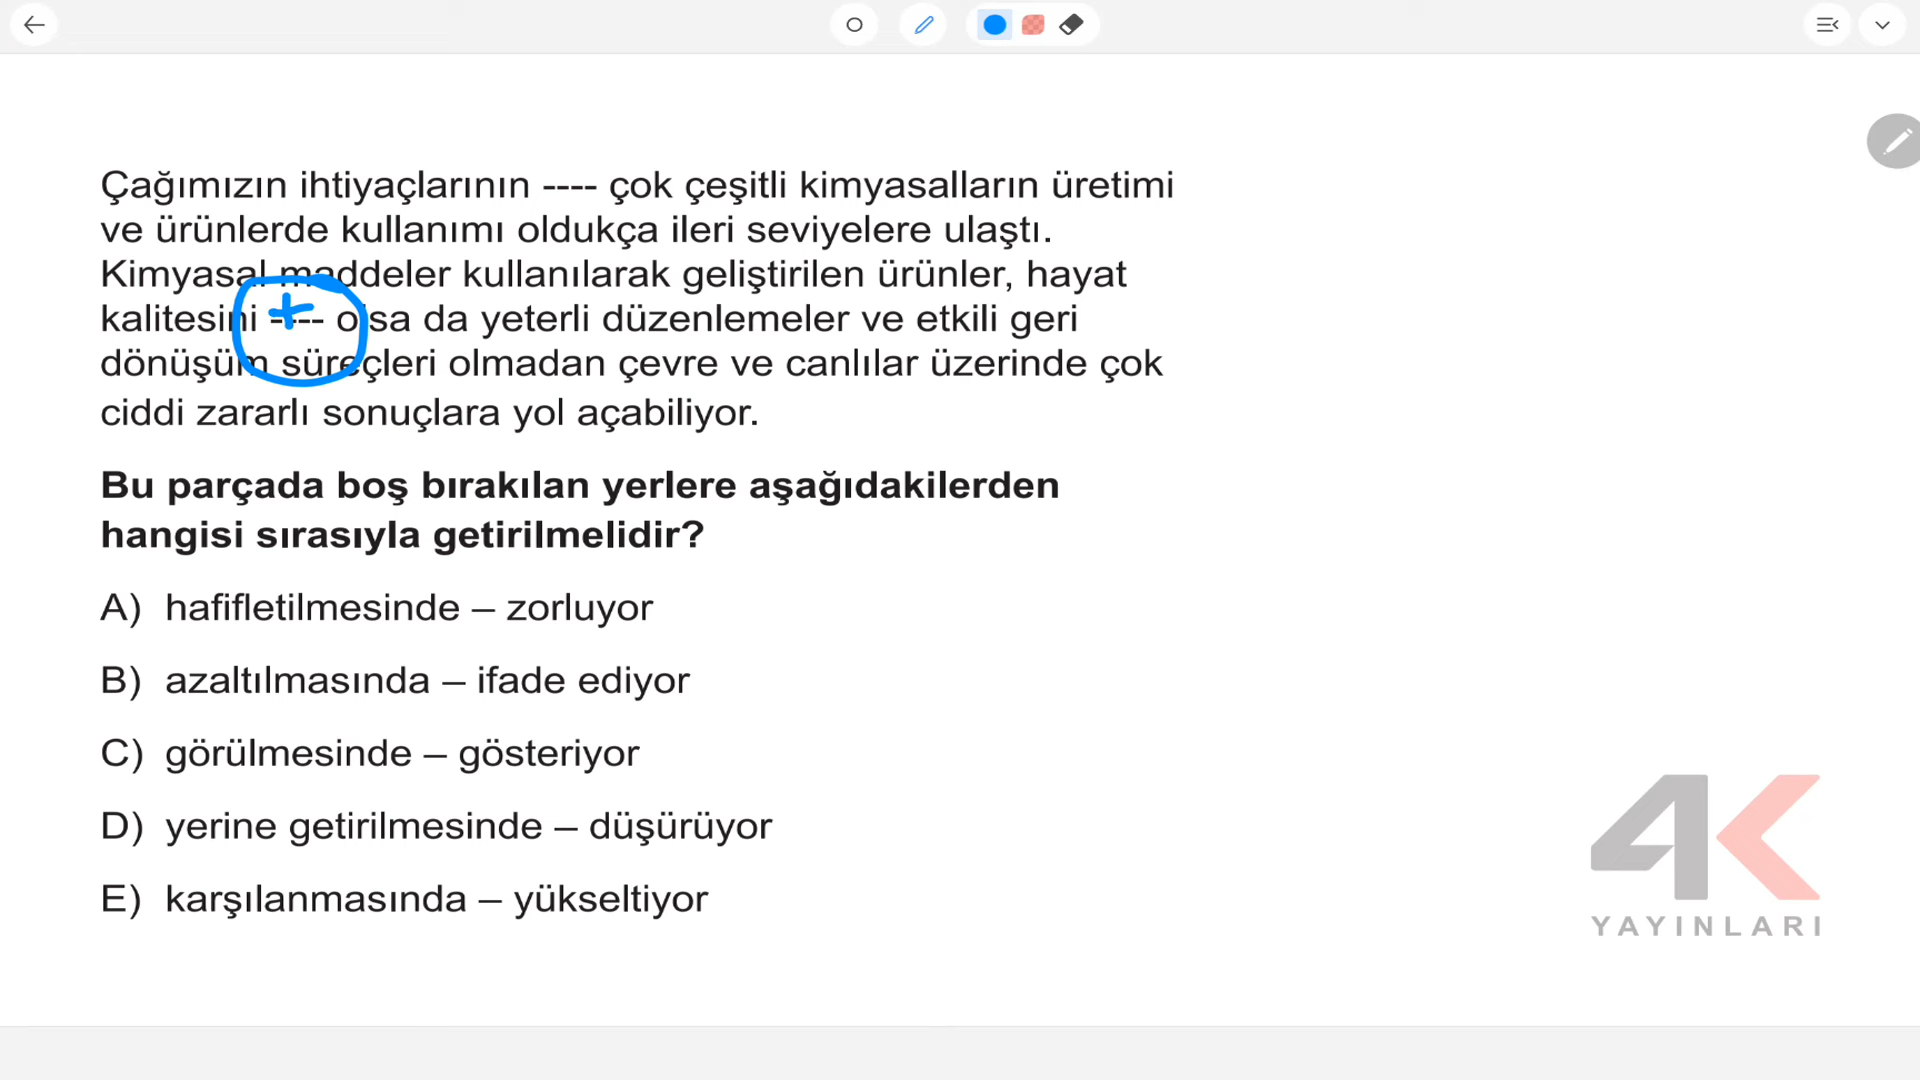 Çağımızın ihtiyaçlarının ---- çok çeşitli kimyasalların üretimi
ve ürünlerde kullanımı oldukça ileri seviyelere ulaştı.
Kimyasal maddeler kullanılarak geliştirilen ürünler, hayat
kalitesini ---- olsa da yeterli düzenlemeler ve etkili geri
dönüşüm süreçleri olmadan çevre ve canlılar üzerinde çok
ciddi zararlı sonuçlara yol açabiliyor.
Bu parçada boş bırakılan yerlere aşağıdakilerden
hangisi sırasıyla getirilmelidir?
A) hafifletilmesinde – zorluyor
B) azaltılmasında – ifade ediyor
C) görülmesinde – gösteriyor
D) yerine getirilmesinde – düşürüyor
E) karşılanmasında – yükseltiyor
4K
YAYINLARI